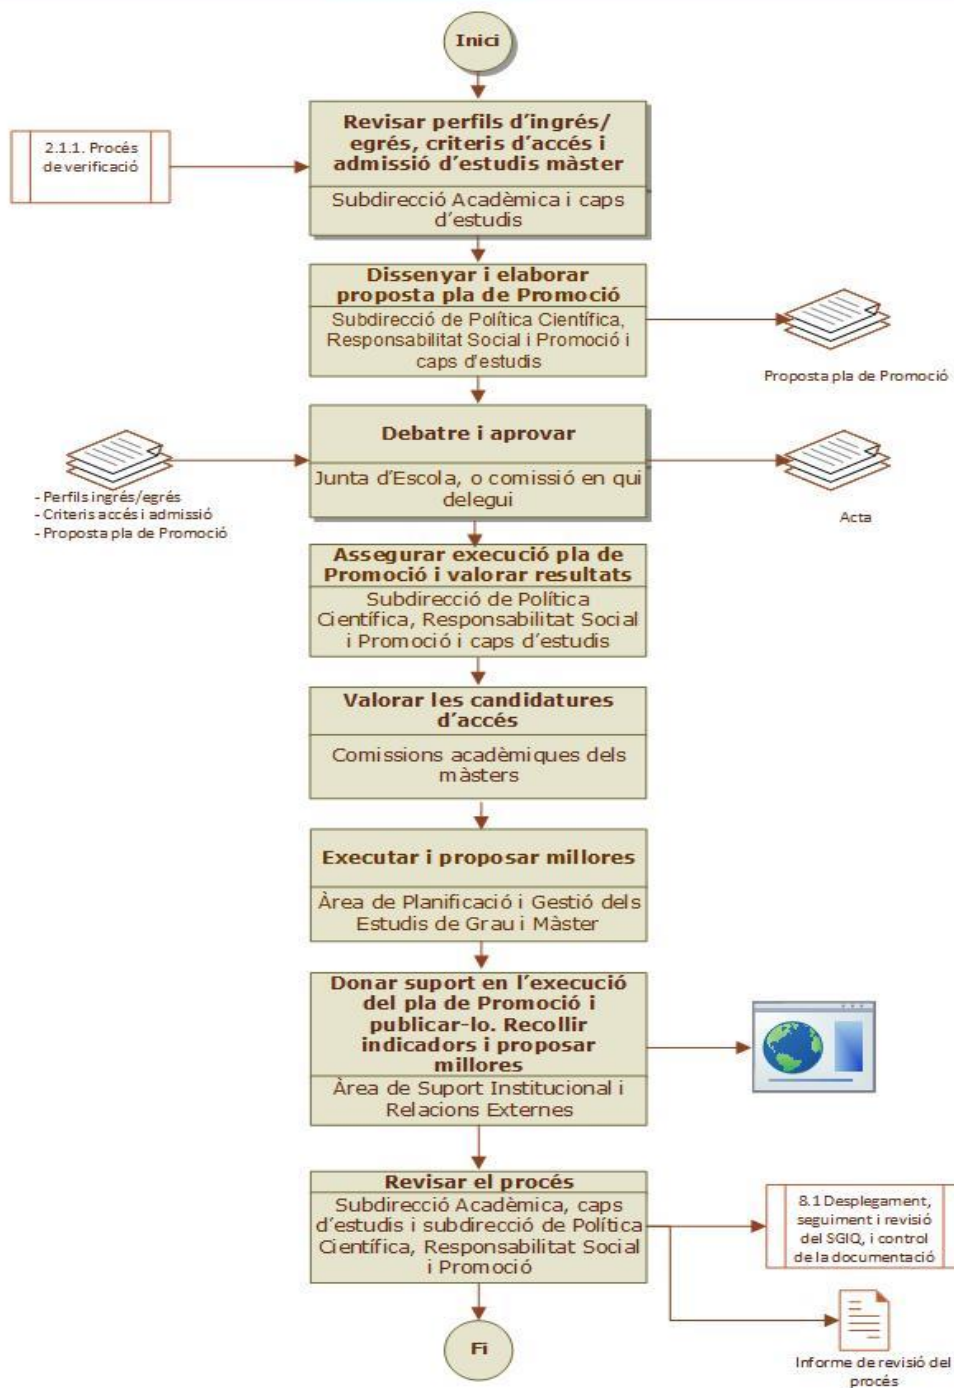 Inici
Revisar perfils d'ingrés/
egrés, criteris d'accés i
admissió d'estudis màster
Subdirecció Acadèmica i caps
d'estudis
2.1.1. Procés
de verificació
Dissenyar i elaborar
proposta pla de Promoció
Subdirecció de Política Científica,
Responsabilitat Social i Promoció i
caps d'estudis
Proposta pla de Promoció
Debatre i aprovar
Junta d'Escola, o comissió en qui
delegui
- Perfils ingrés/egrés
- Criteris accés i admissió
- Proposta pla de Promoció
Acta
Assegurar execució pla de
Promoció i valorar resultats
Subdirecció de Política
Científica, Responsabilitat Social
i Promoció i caps d'estudis
Valorar les candidatures
d'accés
Comissions acadèmiques dels
màsters
Executar i proposar millores
Àrea de Planificació i Gestió dels
Estudis de Grau i Màster
Donar suport en l'execució
del pla de Promoció i
publicar-lo. Recollir
indicadors i proposar
millores
Àrea de Suport Institucional i
Relacions Externes
Revisar el procés
Subdirecció Acadèmica, caps
d'estudis i subdirecció de Política
Científica, Responsabilitat Social
i Promoció
8.1 Desplegament,
seguiment i revisió
del SGIQ, i control
de la documentació
Informe de revisió del
procés
Fi